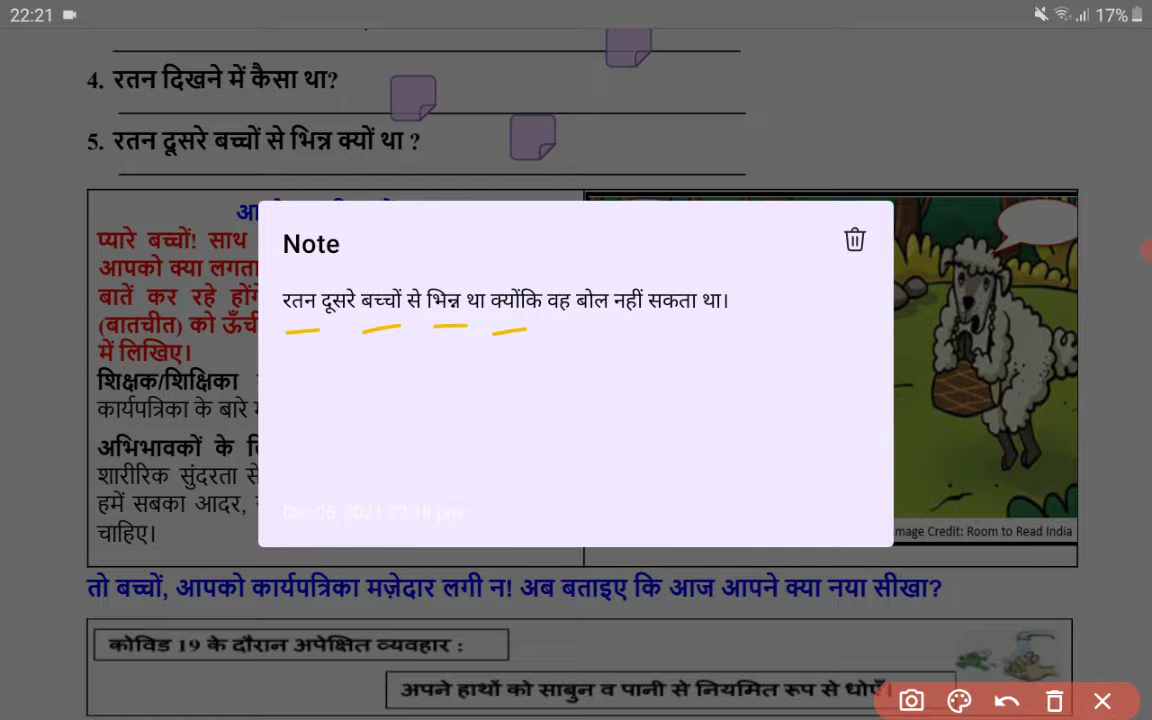 22:21
17%
4. रतन दिखने में कैसा था?
5. रतन दूसरे बच्चों से भिन्न क्यों था ?
प्यारे बच्चों! साथ
आपको क्या लगता
बातें कर रहे होंगे
(बातचीत) को ऊँची
में लिखिए।
शिक्षक/शिक्षिका
कार्यपत्रिका के बारे
अभिभावकों के
शारीरिक सुंदरता से
हमें सबका आदर,
चाहिए।
Note
रतन दूसरे बच्चों से भिन्न था क्योंकि वह बोल नहीं सकता था।
mage Credit: Room to Read India
तो बच्चों, आपको कार्यपत्रिका मज़ेदार लगी न! अब बताइए कि आज आपने क्या नया सीखा?
कोविड 19 के दौरान अपेक्षित व्यवहार :
अपने हाथों को साबुन व पानी से नियमित रूप से धोएँ।